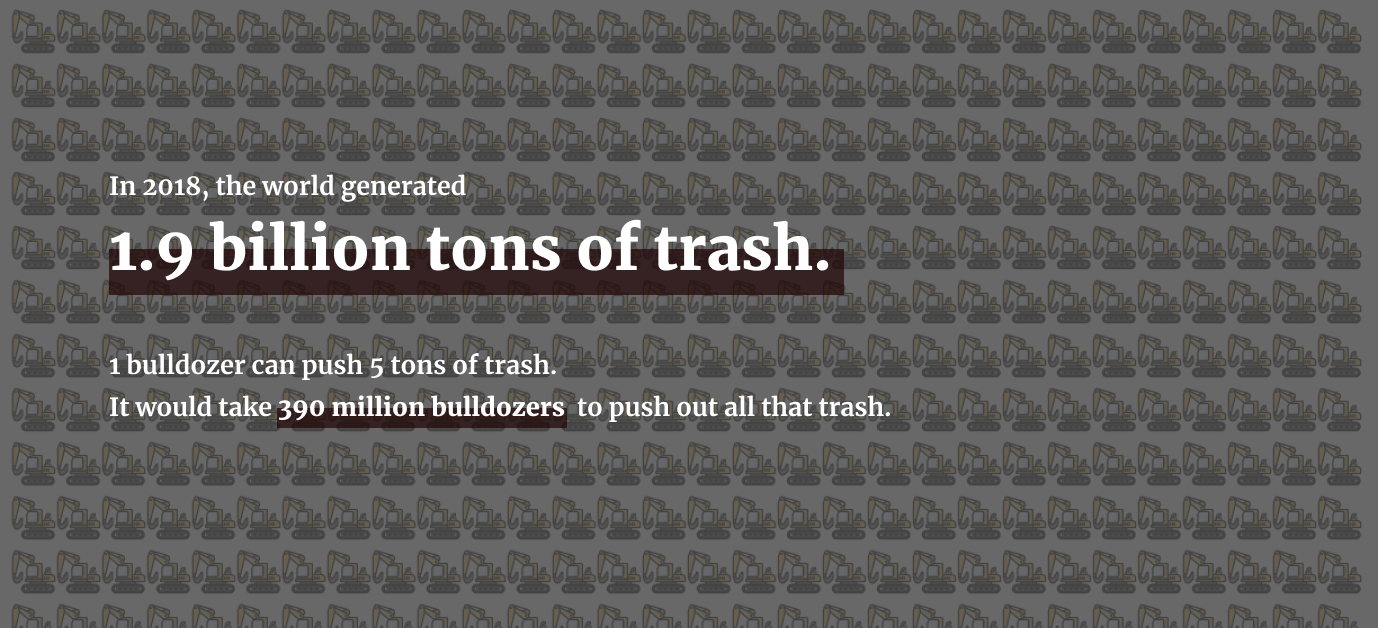 In 2018, the world generated
1.9 billion tons of trash.
1 bulldozer can push 5 tons of trash.
It would take 390 million bulldozers to push out all that trash.